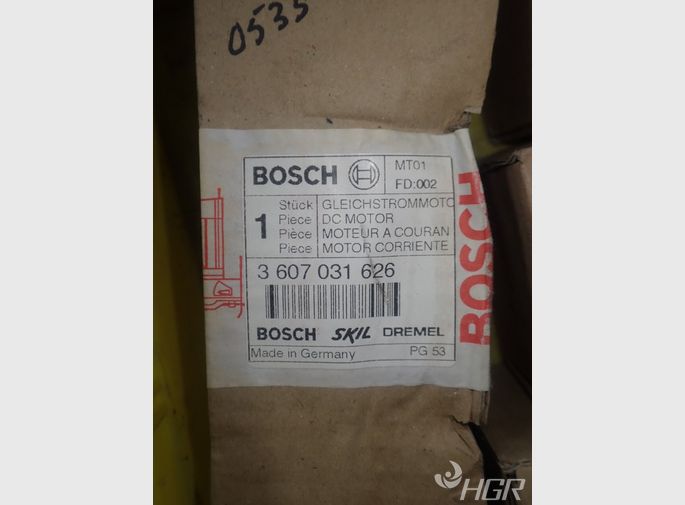 0535
BOSCH
MT01
FD:002
1
Stück GLEICHSTROMMOTO
Piece DC MOTOR
Pièce MOTEUR A COURAN
Piece MOTOR CORRIENTE
3 607 031 626
BOSCH SKIL DREMEL
Made in Germany PG 53
BOSCH
HGR